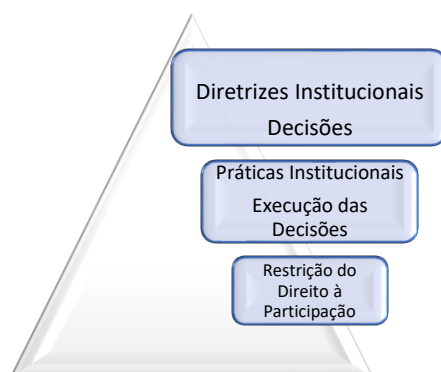 Diretrizes Institucionais
Decisões
Práticas Institucionais
Execução das
Decisões
Restrição do
Direito à
Participação